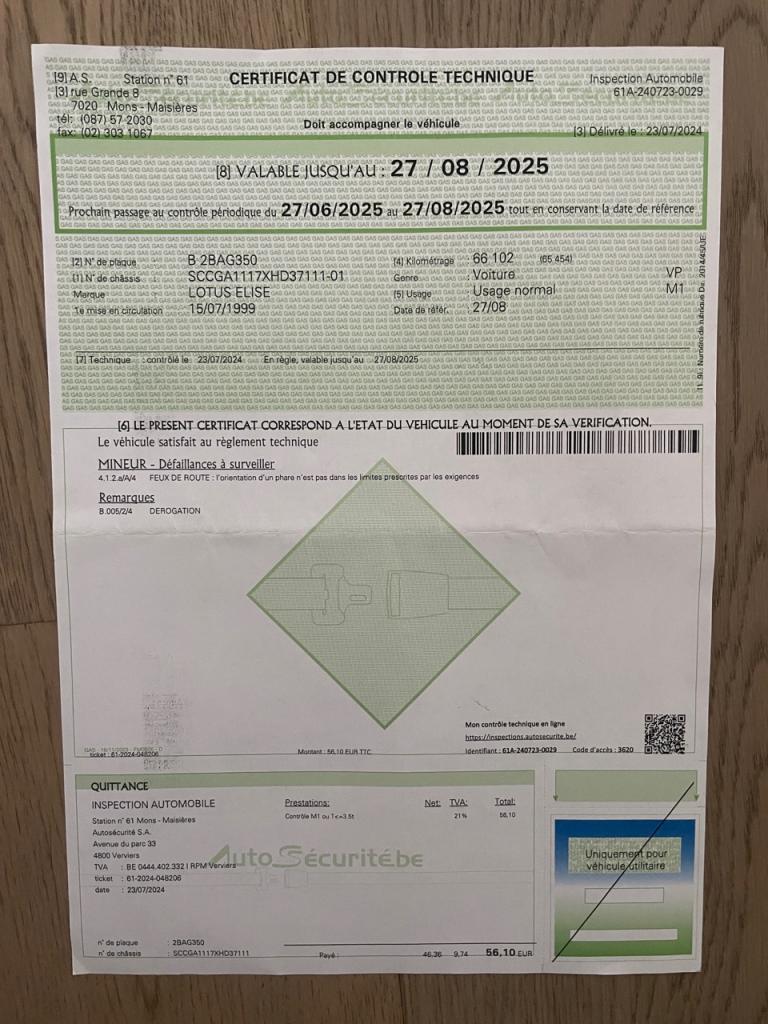 [9] A.S. Station n° 61 CERTIFICAT DE CONTROLE TECHNIQUE Inspection Automobile
[3] rue Grande 8 61A-240723-0029
7020 Mons - Maisières
tél: (087) 57 2030 Doit accompagner le véhicule
fax: (02) 303 1067 [3] Délivré le : 23/07/2024
[8] VALABLE JUSQU'AU : 27 / 08 / 2025
Prochain passage au contrôle périodique du 27/06/2025 au 27/08/2025 tout en conservant la date de référence
[2] N° de plaque B 2BAG350 [4] Kilométrage 66 102 (65 454)
[1] N° de châssis SCCGA1117XHD37111-01 Genre Voiture VP
Marque LOTUS ELISE [5] Usage Usage normal M1
1e mise en circulation 15/07/1999 Date de référ. 27/08
[7] Technique : contrôlé le : 23/07/2024 En règle, valable jusqu'au 27/08/2025
[6] LE PRESENT CERTIFICAT CORRESPOND A L'ETAT DU VEHICULE AU MOMENT DE SA VERIFICATION.
Le véhicule satisfait au règlement technique
MINEUR - Défaillances à surveiller
4.1.2.a/A/4 FEUX DE ROUTE : l'orientation d'un phare n'est pas dans les limites prescrites par les exigences
Remarques
B.005/2/4 DEROGATION
Mon contrôle technique en ligne
https://inspections.autosecurite.be/
ticket : 61-2024-048206 Montant : 56,10 EUR TTC Identifiant : 61A-240723-0029 Code d'accès : 3620
QUITTANCE
INSPECTION AUTOMOBILE Prestations: Net: TVA: Total:
Contrôle M1 ou T<=3.5t 21% 56,10
Station n° 61 Mons - Maisières
Autosécurité S.A.
Avenue du parc 33
4800 Verviers
TVA : BE 0444.402.332 | RPM Verviers
ticket : 61-2024-048206
date : 23/07/2024
AutoSécurité.be
Uniquement pour
véhicule utilitaire
n° de plaque : 2BAG350
n° de châssis : SCCGA1117XHD37111 Payé : 46,36 9,74 56,10 EUR